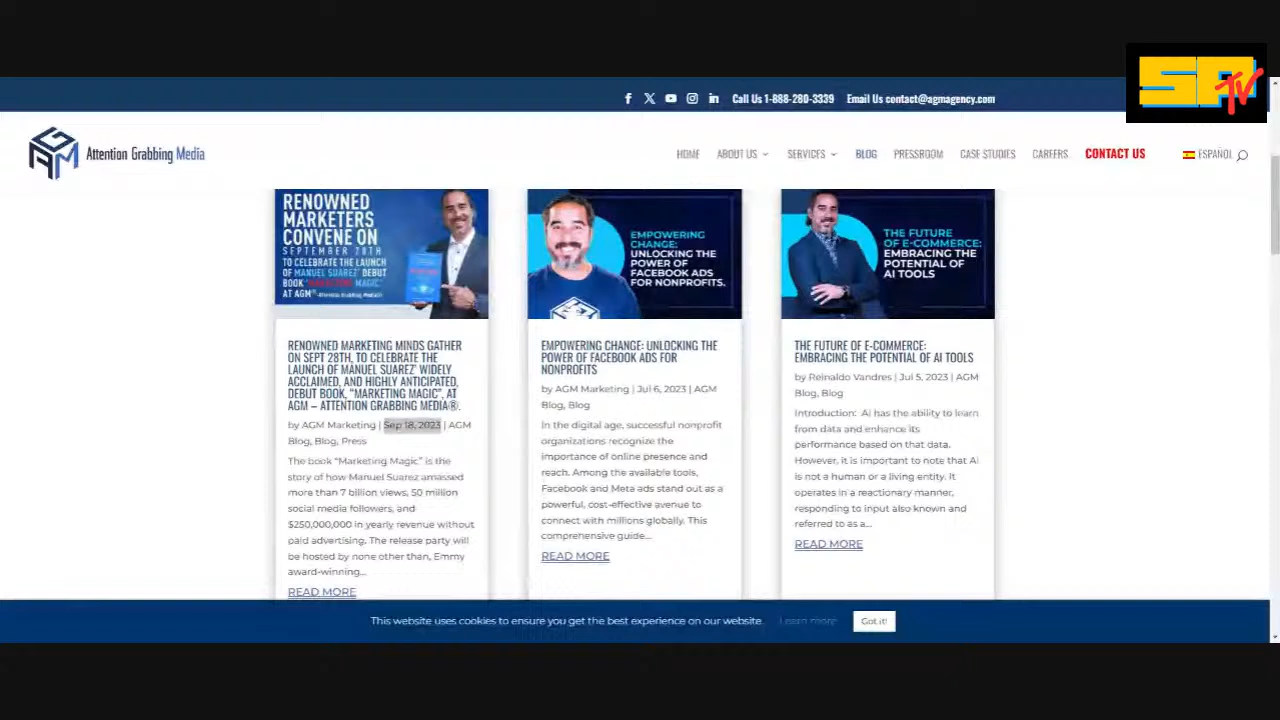 SPTV
Call Us 1-888-280-3339 Email Us contact@agmagency.com
AGM Attention Grabbing Media
HOME ABOUT US SERVICES BLOG PRESSROOM CASE STUDIES CAREERS CONTACT US ESPAÑOL
RENOWNED
MARKETERS
CONVENE ON
SEPTEMBER 28TH,
TO CELEBRATE THE LAUNCH
OF MANUEL SUAREZ' DEBUT
BOOK "MARKETING MAGIC"
AT AGM
EMPOWERING
CHANGE:
UNLOCKING THE
POWER OF
FACEBOOK ADS
FOR NONPROFITS.
THE FUTURE
OF E-COMMERCE:
EMBRACING THE
POTENTIAL OF
AI TOOLS
RENOWNED MARKETING MINDS GATHER
ON SEPT 28TH, TO CELEBRATE THE
LAUNCH OF MANUEL SUAREZ' WIDELY
ACCLAIMED, AND HIGHLY ANTICIPATED,
DEBUT BOOK, "MARKETING MAGIC", AT
AGM – ATTENTION GRABBING MEDIA®.
by AGM Marketing | Sep 18, 2023 | AGM
Blog, Blog, Press
The book "Marketing Magic" is the
story of how Manuel Suarez amassed
more than 7 billion views, 50 million
social media followers, and
$250,000,000 in yearly revenue without
paid advertising. The release party will
be hosted by none other than, Emmy
award-winning...
READ MORE
EMPOWERING CHANGE: UNLOCKING THE
POWER OF FACEBOOK ADS FOR
NONPROFITS
by AGM Marketing | Jul 6, 2023 | AGM
Blog, Blog
In the digital age, successful nonprofit
organizations recognize the
importance of online presence and
reach. Among the available tools,
Facebook and Meta ads stand out as a
powerful, cost-effective avenue to
connect with millions globally. This
comprehensive guide...
READ MORE
THE FUTURE OF E-COMMERCE:
EMBRACING THE POTENTIAL OF AI TOOLS
by Reinaldo Vandres | Jul 5, 2023 | AGM
Blog, Blog
Introduction: AI has the ability to learn
from data and enhance its
performance based on that data.
However, it is important to note that AI
is not a human or a living entity. It
operates in a reactionary manner,
responding to input also known and
referred to as a...
READ MORE
This website uses cookies to ensure you get the best experience on our website. Learn more Got it!